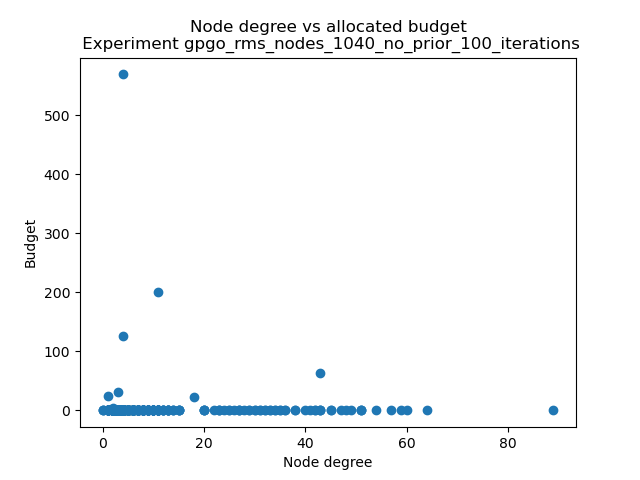 Node degree vs allocated budget
Experiment gpgo_rms_nodes_1040_no_prior_100_iterations
500
400
300
200
100
0
Budget
0 20 40 60 80
Node degree